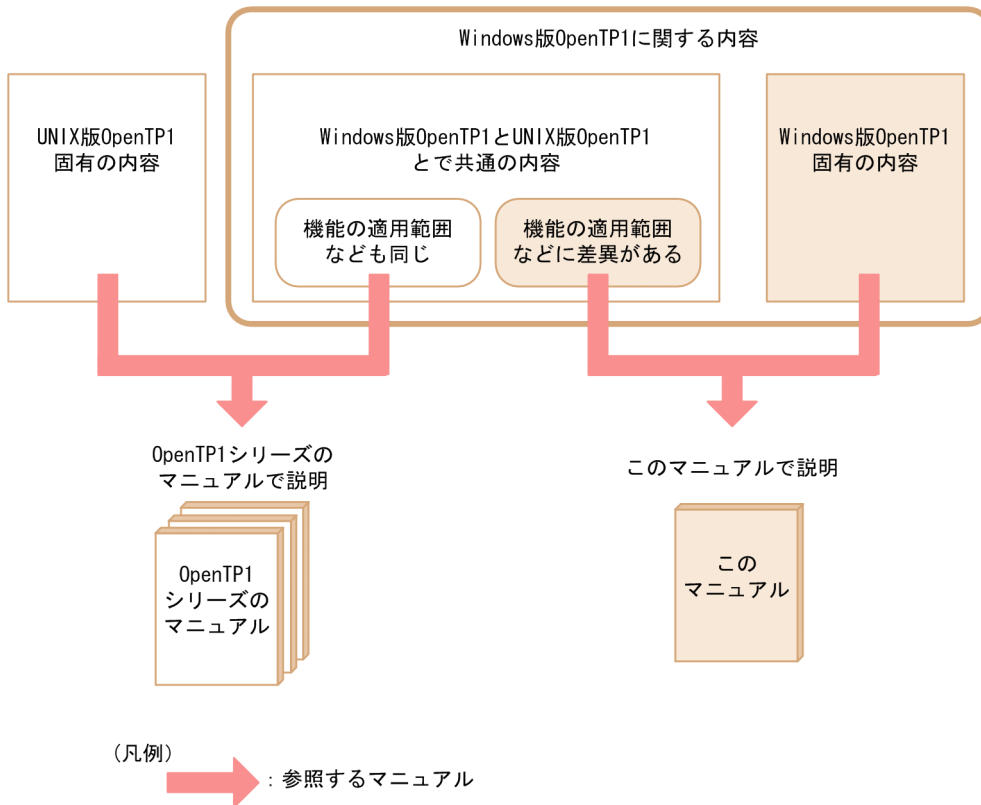 Windows版OpenTP1に関する内容
UNIX版OpenTP1
固有の内容
Windows版OpenTP1とUNIX版OpenTP1
とで共通の内容
Windows版OpenTP1
固有の内容
機能の適用範囲
なども同じ
機能の適用範囲
などに差異がある
OpenTP1シリーズの
マニュアルで説明
このマニュアルで説明
OpenTP1
シリーズの
マニュアル
この
マニュアル
(凡例)
：参照するマニュアル